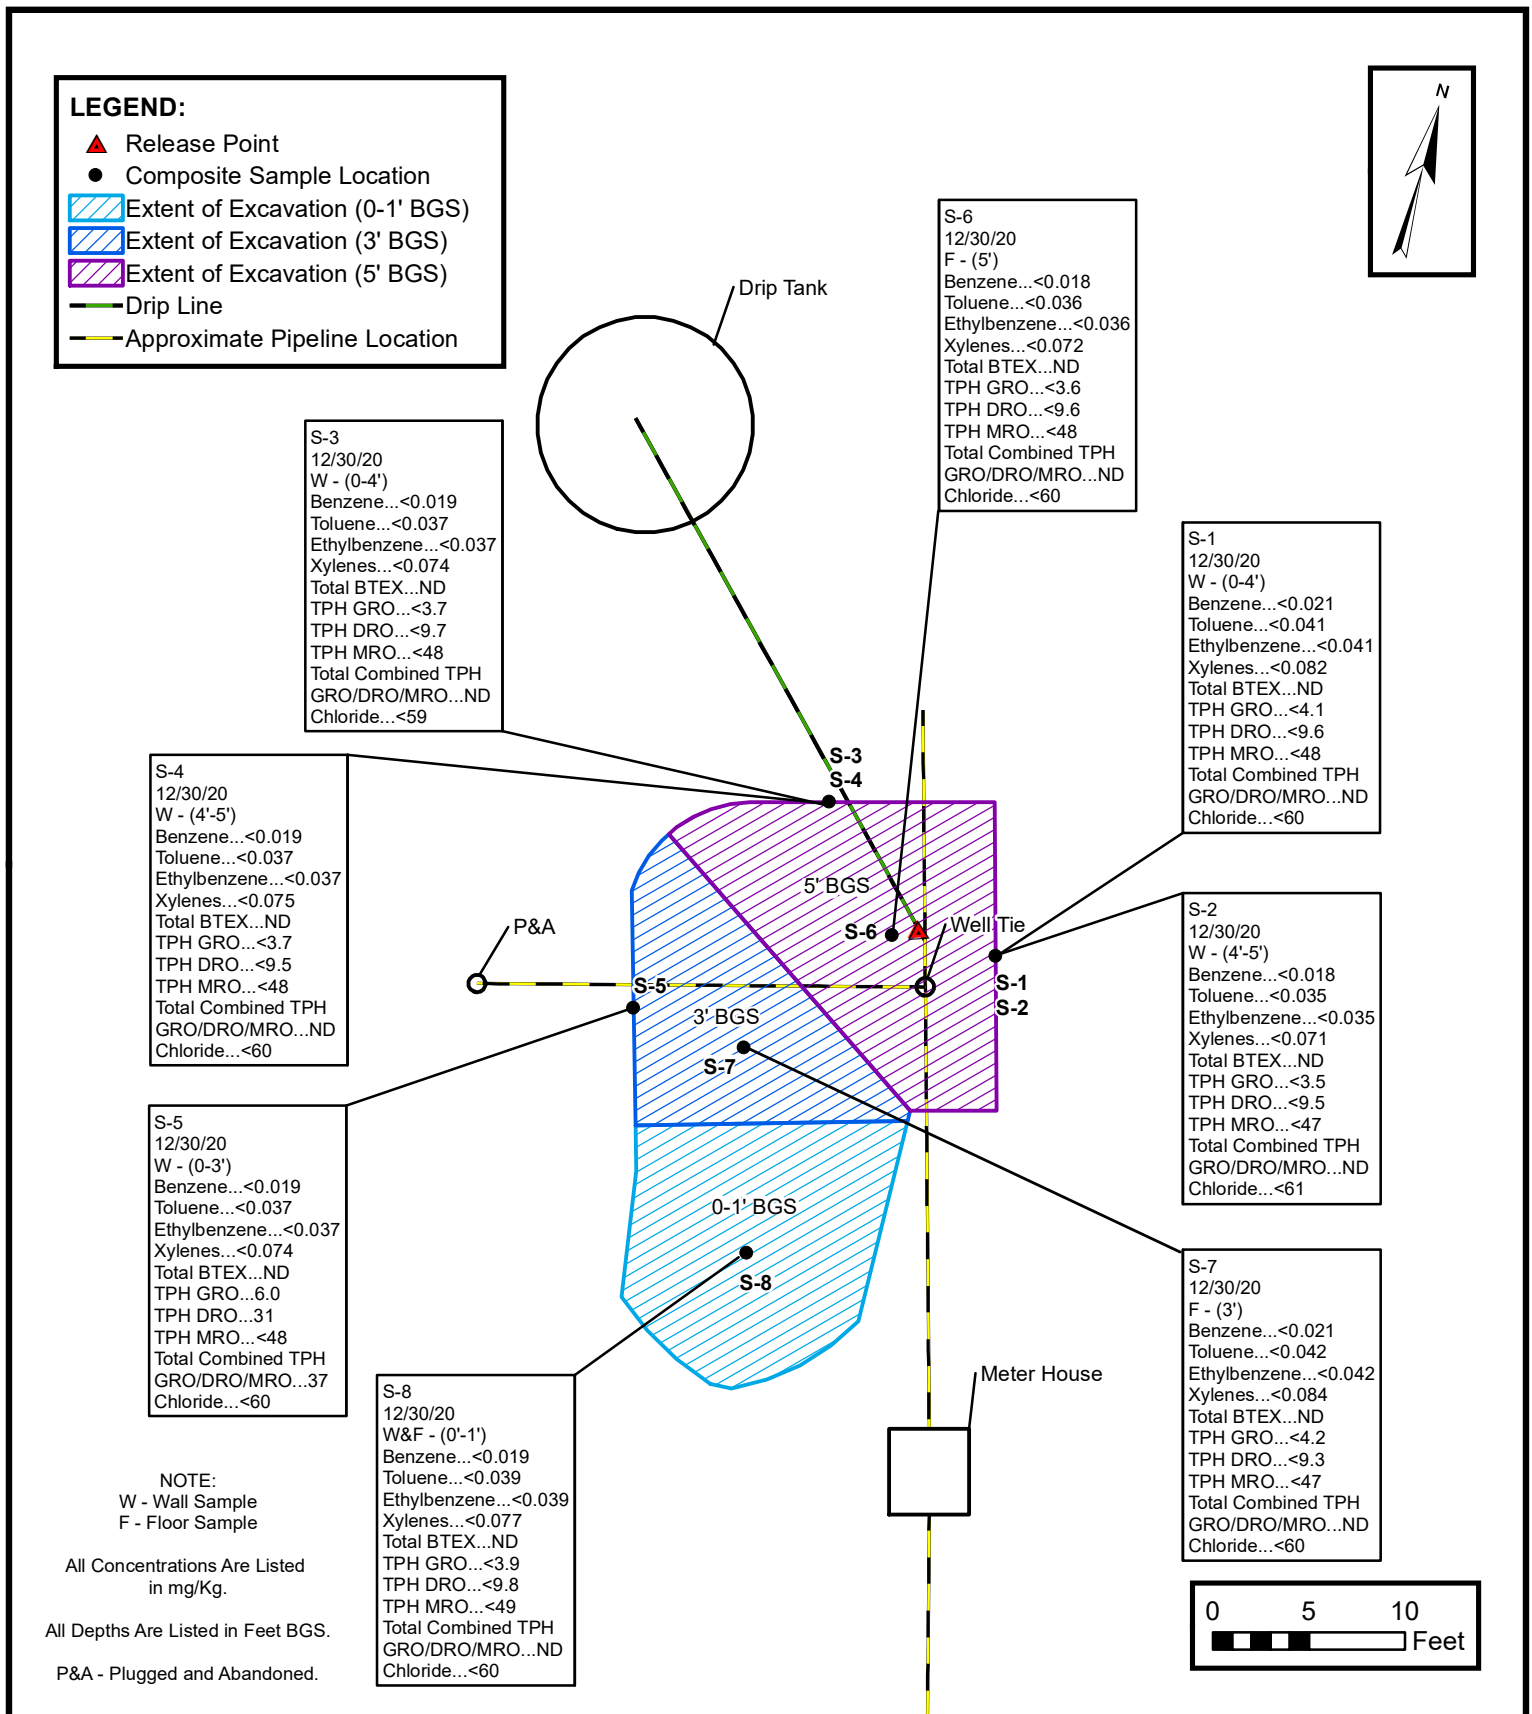 LEGEND:
Release Point
Composite Sample Location
Extent of Excavation (0-1' BGS)
Extent of Excavation (3' BGS)
Extent of Excavation (5' BGS)
Drip Line
Approximate Pipeline Location
N
Drip Tank
S-6
12/30/20
F - (5')
Benzene...<0.018
Toluene...<0.036
Ethylbenzene...<0.036
Xylenes...<0.072
Total BTEX...ND
TPH GRO...<3.6
TPH DRO...<9.6
TPH MRO...<48
Total Combined TPH
GRO/DRO/MRO...ND
Chloride...<60
S-3
12/30/20
W - (0-4')
Benzene...<0.019
Toluene...<0.037
Ethylbenzene...<0.037
Xylenes...<0.074
Total BTEX...ND
TPH GRO...<3.7
TPH DRO...<9.7
TPH MRO...<48
Total Combined TPH
GRO/DRO/MRO...ND
Chloride...<59
S-1
12/30/20
W - (0-4')
Benzene...<0.021
Toluene...<0.041
Ethylbenzene...<0.041
Xylenes...<0.082
Total BTEX...ND
TPH GRO...<4.1
TPH DRO...<9.6
TPH MRO...<48
Total Combined TPH
GRO/DRO/MRO...ND
Chloride...<60
S-4
12/30/20
W - (4'-5')
Benzene...<0.019
Toluene...<0.037
Ethylbenzene...<0.037
Xylenes...<0.075
Total BTEX...ND
TPH GRO...<3.7
TPH DRO...<9.5
TPH MRO...<48
Total Combined TPH
GRO/DRO/MRO...ND
Chloride...<60
S-3
S-4
5' BGS
S-6
Well Tie
P&A
S-5
S-1
S-2
3' BGS
S-7
S-2
12/30/20
W - (4'-5')
Benzene...<0.018
Toluene...<0.035
Ethylbenzene...<0.035
Xylenes...<0.071
Total BTEX...ND
TPH GRO...<3.5
TPH DRO...<9.5
TPH MRO...<47
Total Combined TPH
GRO/DRO/MRO...ND
Chloride...<61
S-5
12/30/20
W - (0-3')
Benzene...<0.019
Toluene...<0.037
Ethylbenzene...<0.037
Xylenes...<0.074
Total BTEX...ND
TPH GRO...6.0
TPH DRO...31
TPH MRO...<48
Total Combined TPH
GRO/DRO/MRO...37
Chloride...<60
0-1' BGS
S-8
S-7
12/30/20
F - (3')
Benzene...<0.021
Toluene...<0.042
Ethylbenzene...<0.042
Xylenes...<0.084
Total BTEX...ND
TPH GRO...<4.2
TPH DRO...<9.3
TPH MRO...<47
Total Combined TPH
GRO/DRO/MRO...ND
Chloride...<60
S-8
12/30/20
W&F - (0'-1')
Benzene...<0.019
Toluene...<0.039
Ethylbenzene...<0.039
Xylenes...<0.077
Total BTEX...ND
TPH GRO...<3.9
TPH DRO...<9.8
TPH MRO...<49
Total Combined TPH
GRO/DRO/MRO...ND
Chloride...<60
Meter House
NOTE:
W - Wall Sample
F - Floor Sample
All Concentrations Are Listed
in mg/Kg.
All Depths Are Listed in Feet BGS.
P&A - Plugged and Abandoned.
0 5 10
Feet